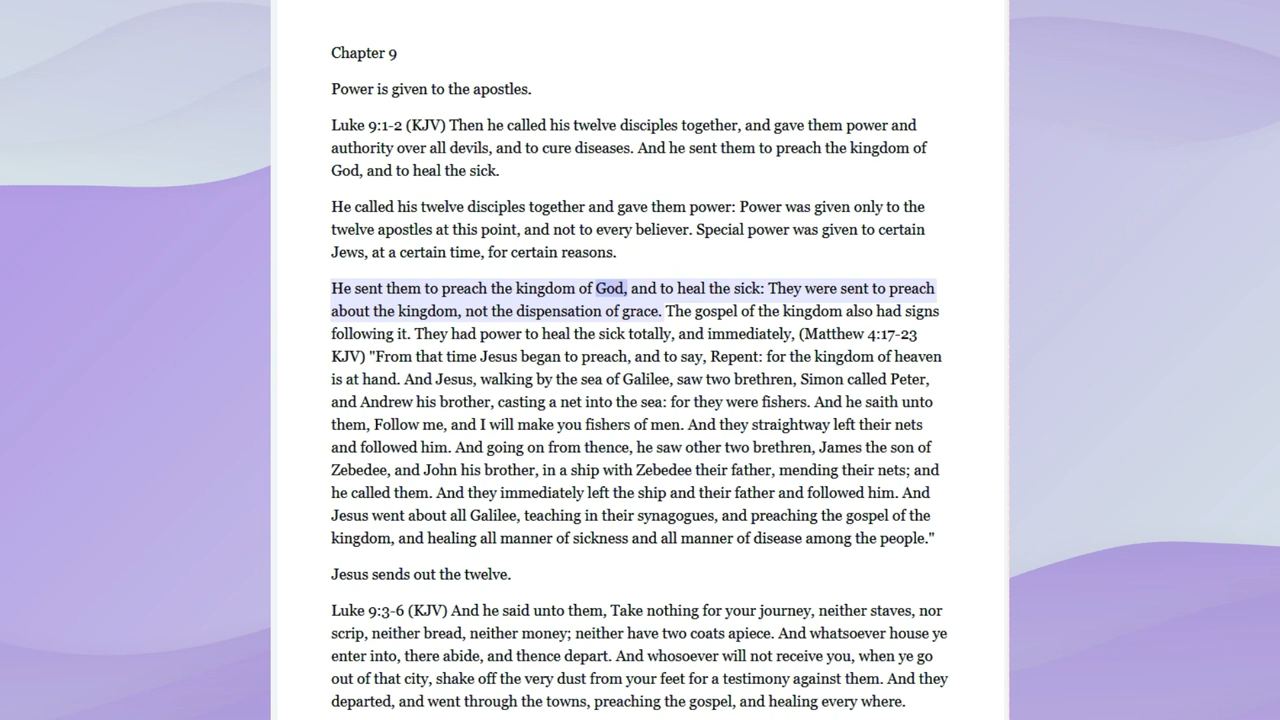 Chapter 9
Power is given to the apostles.
Luke 9:1-2 (KJV) Then he called his twelve disciples together, and gave them power and
authority over all devils, and to cure diseases. And he sent them to preach the kingdom of
God, and to heal the sick.
He called his twelve disciples together and gave them power: Power was given only to the
twelve apostles at this point, and not to every believer. Special power was given to certain
Jews, at a certain time, for certain reasons.
He sent them to preach the kingdom of God, and to heal the sick: They were sent to preach
about the kingdom, not the dispensation of grace. The gospel of the kingdom also had signs
following it. They had power to heal the sick totally, and immediately, (Matthew 4:17-23
KJV) "From that time Jesus began to preach, and to say, Repent: for the kingdom of heaven
is at hand. And Jesus, walking by the sea of Galilee, saw two brethren, Simon called Peter,
and Andrew his brother, casting a net into the sea: for they were fishers. And he saith unto
them, Follow me, and I will make you fishers of men. And they straightway left their nets
and followed him. And going on from thence, he saw other two brethren, James the son of
Zebedee, and John his brother, in a ship with Zebedee their father, mending their nets; and
he called them. And they immediately left the ship and their father and followed him. And
Jesus went about all Galilee, teaching in their synagogues, and preaching the gospel of the
kingdom, and healing all manner of sickness and all manner of disease among the people."
Jesus sends out the twelve.
Luke 9:3-6 (KJV) And he said unto them, Take nothing for your journey, neither staves, nor
scrip, neither bread, neither money; neither have two coats apiece. And whatsoever house ye
enter into, there abide, and thence depart. And whosoever will not receive you, when ye go
out of that city, shake off the very dust from your feet for a testimony against them. And they
departed, and went through the towns, preaching the gospel, and healing every where.